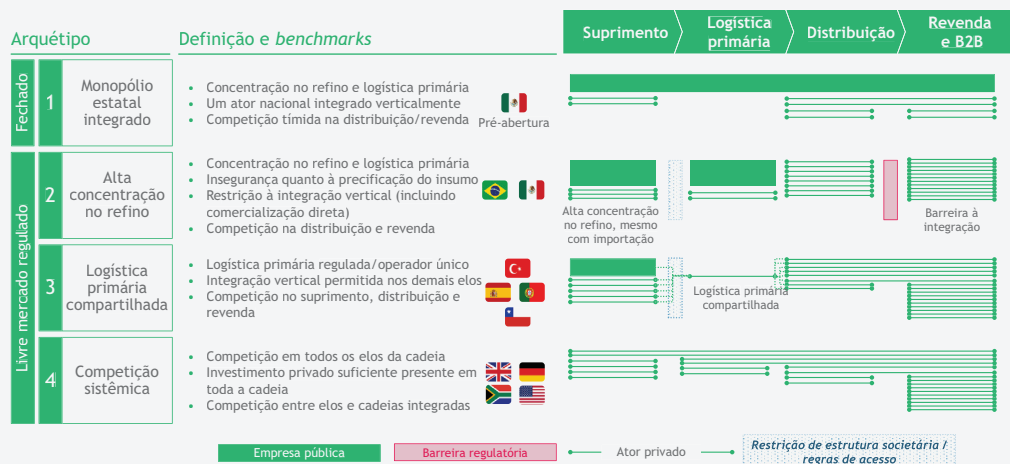 Arquétipo
Definição e benchmarks
Suprimento
Logística
primária
Distribuição
Revenda
e B2B
Fechado
1
Monopólio
estatal
integrado
• Concentração no refino e logística primária
• Um ator nacional integrado verticalmente
• Competição tímida na distribuição/revenda
Pré-abertura
Livre mercado regulado
2
Alta
concentração
no refino
• Concentração no refino e logística primária
• Insegurança quanto à precificação do insumo
• Restrição à integração vertical (incluindo
comercialização direta)
• Competição na distribuição e revenda
Alta concentração
no refino, mesmo
com importação
Barreira à
integração
3
Logística
primária
compartilhada
• Logística primária regulada/operador único
• Integração vertical permitida nos demais elos
• Competição no suprimento, distribuição e
revenda
Logística primária
compartilhada
4
Competição
sistêmica
• Competição em todos os elos da cadeia
• Investimento privado suficiente presente em
toda a cadeia
• Competição entre elos e cadeias integradas
Empresa pública
Barreira regulatória
Ator privado
Restrição de estrutura societária /
regras de acesso